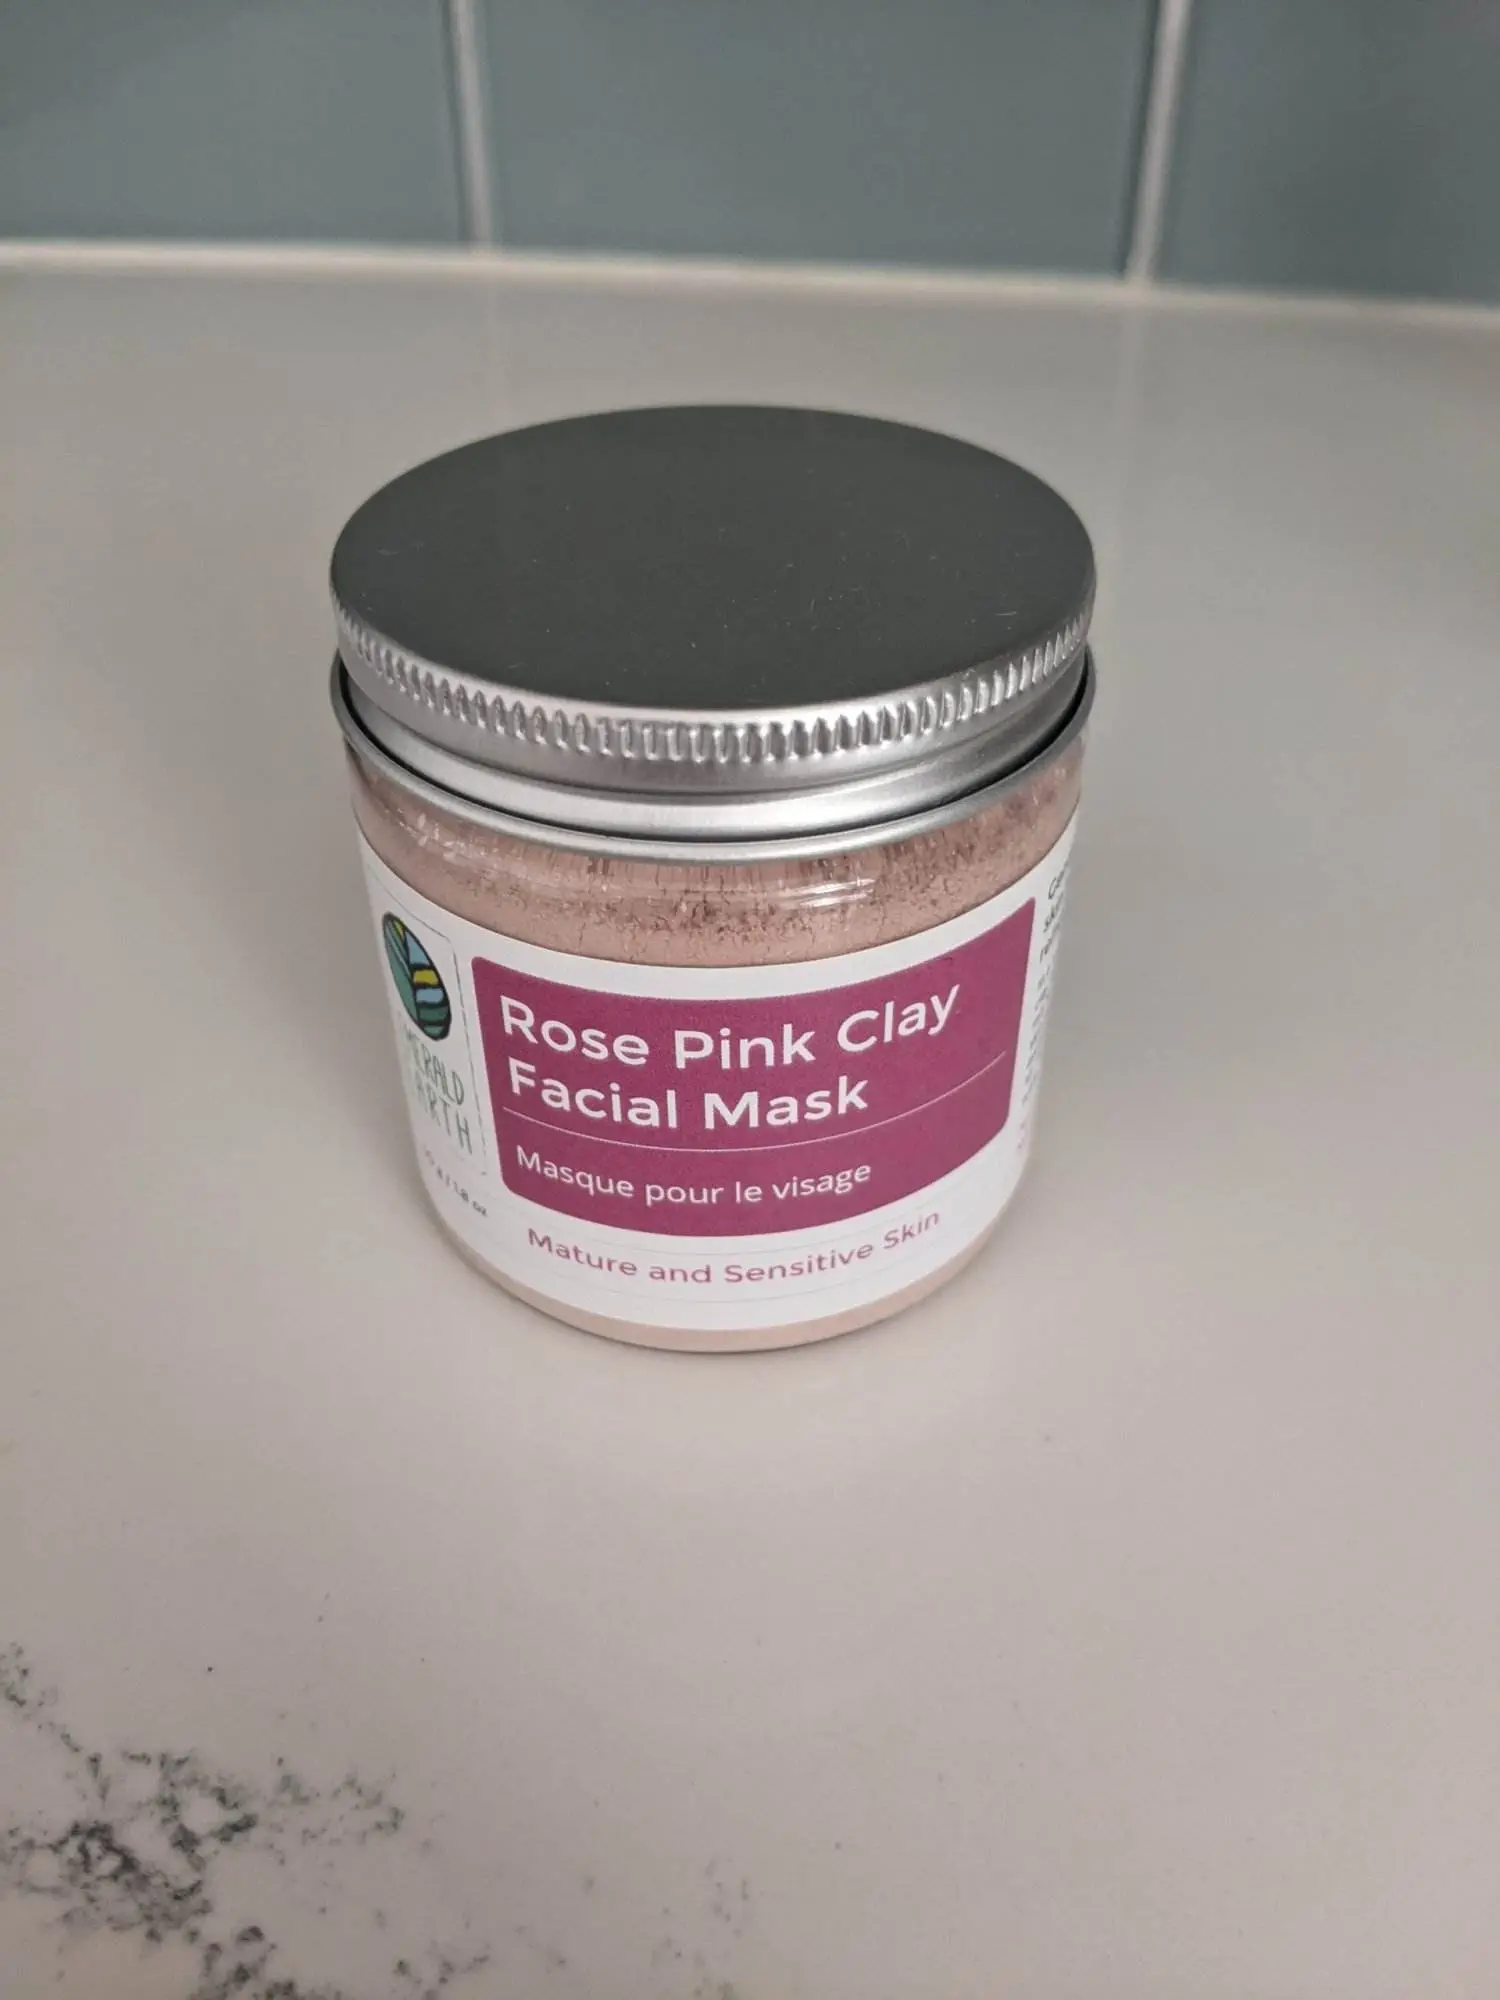 Rose Pink Clay
Facial Mask
Masque pour le visage
Mature and Sensitive Skin